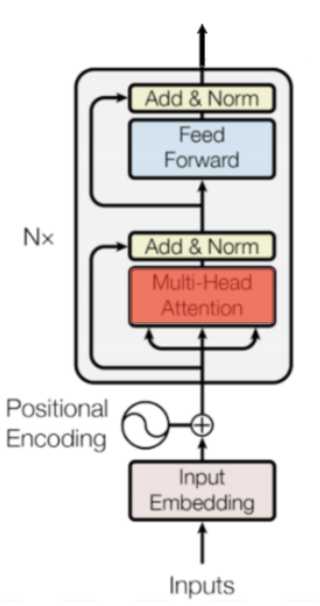 Add & Norm
Feed
Forward
Nx
Add & Norm
Multi-Head
Attention
Positional
Encoding
Input
Embedding
Inputs